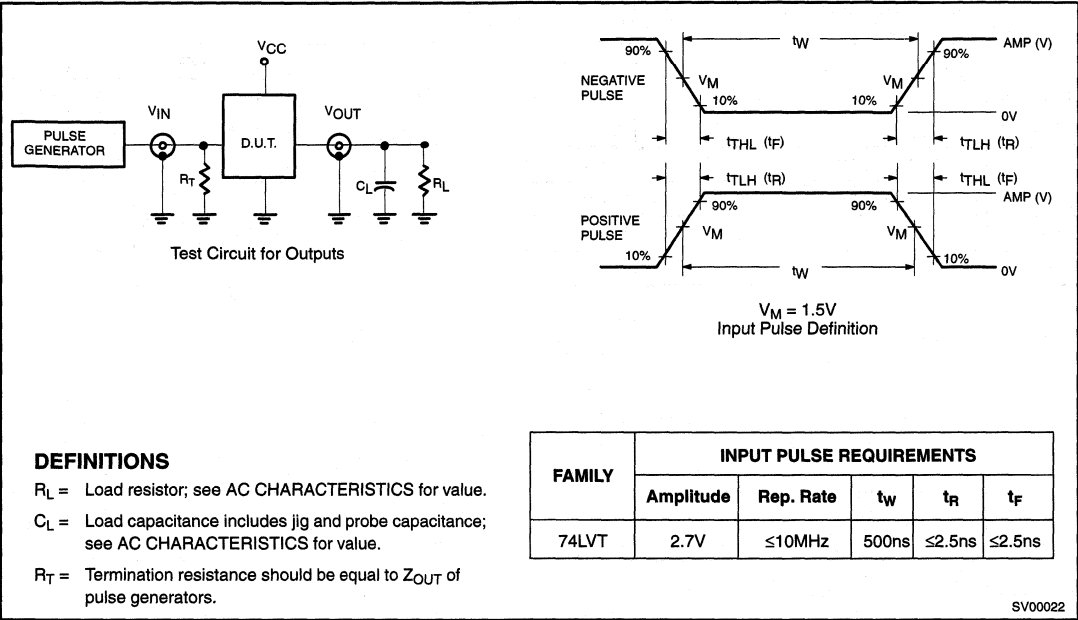 VCC
VIN
VOUT
PULSE
GENERATOR
D.U.T.
RT
CL
RL
Test Circuit for Outputs
90%
tW
90%
AMP (V)
NEGATIVE
PULSE
VM
VM
10%
10%
0V
tTHL (tF)
tTLH (tR)
tTLH (tR)
tTHL (tF)
AMP (V)
90%
90%
POSITIVE
PULSE
VM
VM
10%
10%
tW
0V
VM = 1.5V
Input Pulse Definition
DEFINITIONS
RL = Load resistor; see AC CHARACTERISTICS for value.
CL = Load capacitance includes jig and probe capacitance;
see AC CHARACTERISTICS for value.
RT = Termination resistance should be equal to ZOUT of
pulse generators.
FAMILY
INPUT PULSE REQUIREMENTS
Amplitude Rep. Rate tW tR tF
74LVT 2.7V ≤10MHz 500ns ≤2.5ns ≤2.5ns
SV00022